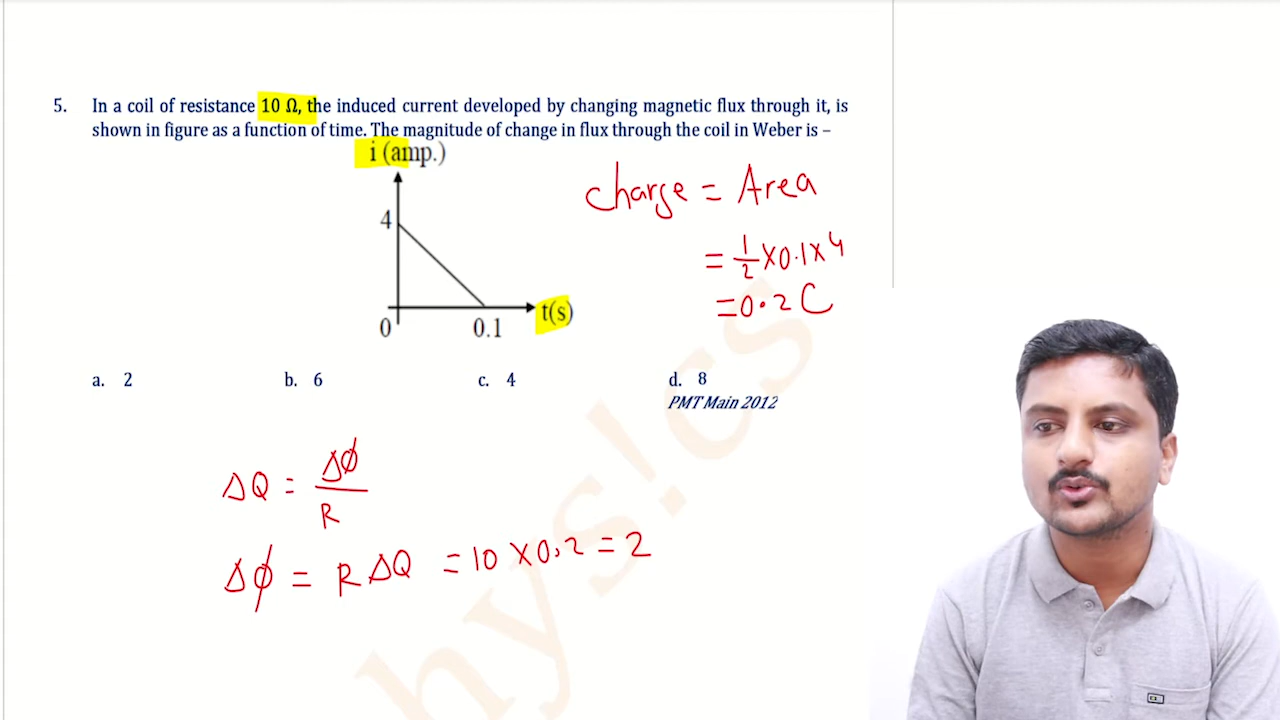 5. In a coil of resistance 10 Ω, the induced current developed by changing magnetic flux through it, is
shown in figure as a function of time. The magnitude of change in flux through the coil in Weber is –
i (amp.)
4
0
0.1
t(s)
charge = Area
= 1/2 × 0.1 × 4
= 0.2 C
a. 2 b. 6 c. 4 d. 8
PMT Main 2012
ΔQ = Δφ/R
Δφ = R ΔQ = 10 × 0.2 = 2
hys!cs